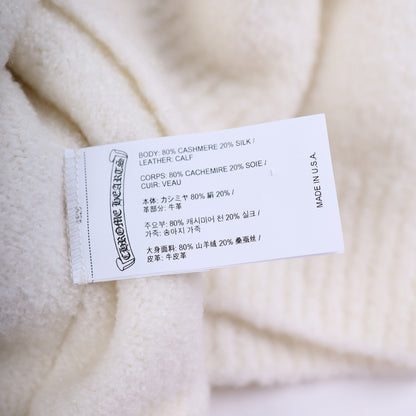 CHROME HEARTS
BODY: 80% CASHMERE 20% SILK /
LEATHER: CALF
CORPS: 80% CACHEMIRE 20% SOIE /
CUIR: VEAU
本体: カシミヤ 80% 絹 20% /
革部分: 牛革
주요부: 80% 캐시미어 천 20% 실크 /
가죽: 송아지 가죽
大身面料: 80% 山羊绒 20% 桑蚕丝 /
皮革: 牛皮革
MADE IN U.S.A.